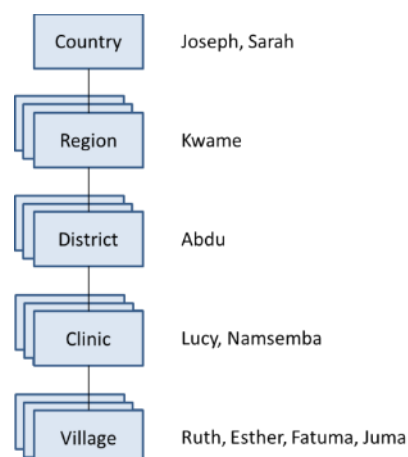 Country Joseph, Sarah
Region Kwame
District Abdu
Clinic Lucy, Namsemba
Village Ruth, Esther, Fatuma, Juma